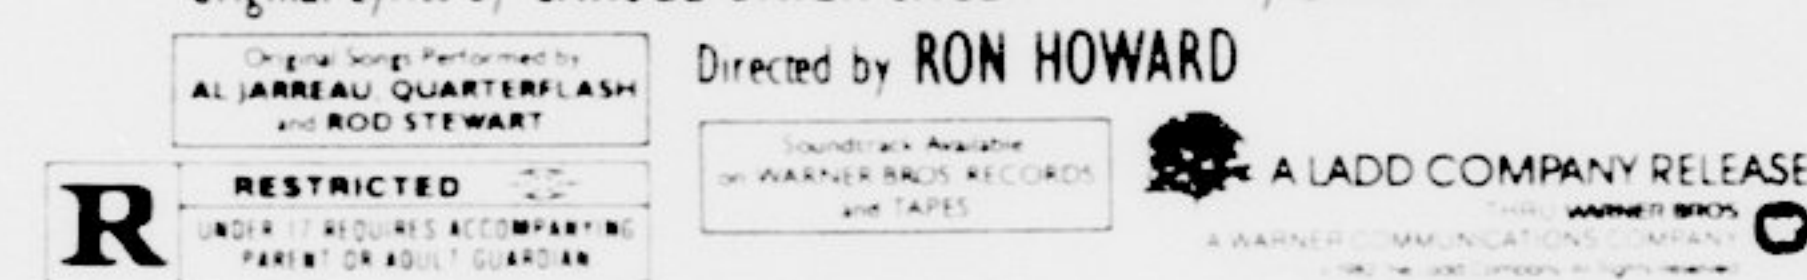 Original Songs Performed by
AL JARREAU, QUARTERFLASH
and ROD STEWART
Directed by RON HOWARD
Soundtrack Available
on WARNER BROS. RECORDS
and TAPES
R RESTRICTED
UNDER 17 REQUIRES ACCOMPANYING
PARENT OR ADULT GUARDIAN
A LADD COMPANY RELEASE
THRU WARNER BROS
A WARNER COMMUNICATIONS COMPANY